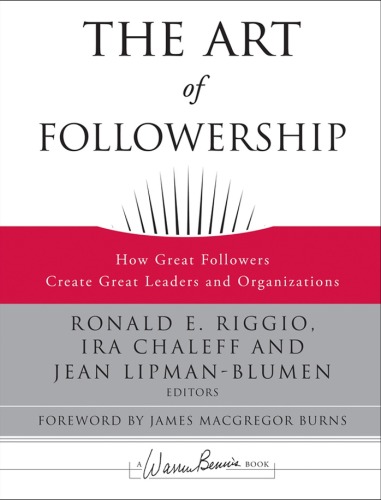 THE ART
of
FOLLOWERSHIP
How Great Followers
Create Great Leaders and Organizations
RONALD E. RIGGIO,
IRA CHALEFF AND
JEAN LIPMAN-BLUMEN
EDITORS
FOREWORD BY JAMES MACGREGOR BURNS
A Warren Bennis BOOK